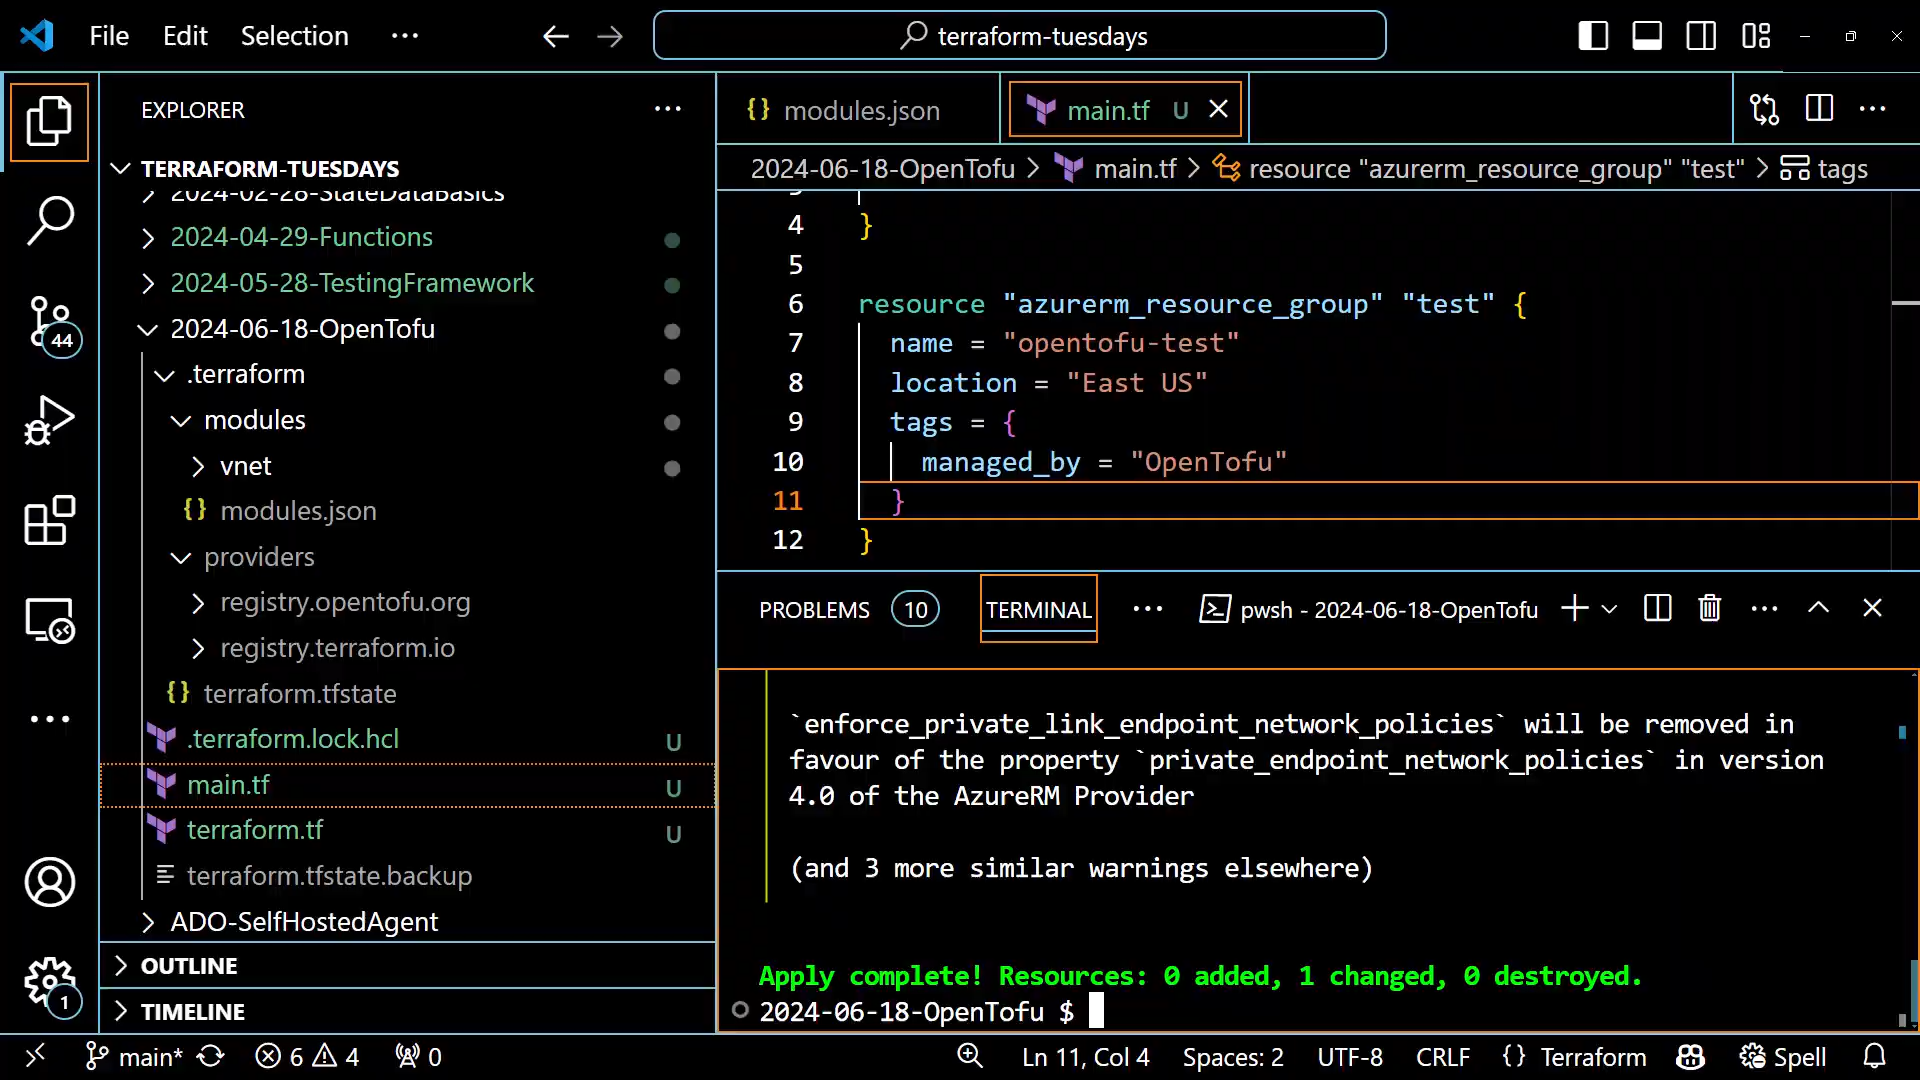 File Edit Selection ···
terraform-tuesdays
EXPLORER
TERRAFORM-TUESDAYS
2024-02-28-StateDataBasics
2024-04-29-Functions
2024-05-28-TestingFramework
2024-06-18-OpenTofu
.terraform
modules
vnet
{} modules.json
providers
registry.opentofu.org
registry.terraform.io
{} terraform.tfstate
.terraform.lock.hcl U
main.tf U
terraform.tf U
terraform.tfstate.backup
ADO-SelfHostedAgent
OUTLINE
TIMELINE
44
1
{} modules.json
main.tf U
2024-06-18-OpenTofu > main.tf > resource "azurerm_resource_group" "test" > tags
3
4 }
5
6 resource "azurerm_resource_group" "test" {
7 name = "opentofu-test"
8 location = "East US"
9 tags = {
10 managed_by = "OpenTofu"
11 }
12 }
PROBLEMS 10 TERMINAL ··· pwsh - 2024-06-18-OpenTofu
`enforce_private_link_endpoint_network_policies` will be removed in
favour of the property `private_endpoint_network_policies` in version
4.0 of the AzureRM Provider
(and 3 more similar warnings elsewhere)
Apply complete! Resources: 0 added, 1 changed, 0 destroyed.
2024-06-18-OpenTofu $
main* 6 4 0 Ln 11, Col 4 Spaces: 2 UTF-8 CRLF {} Terraform Spell